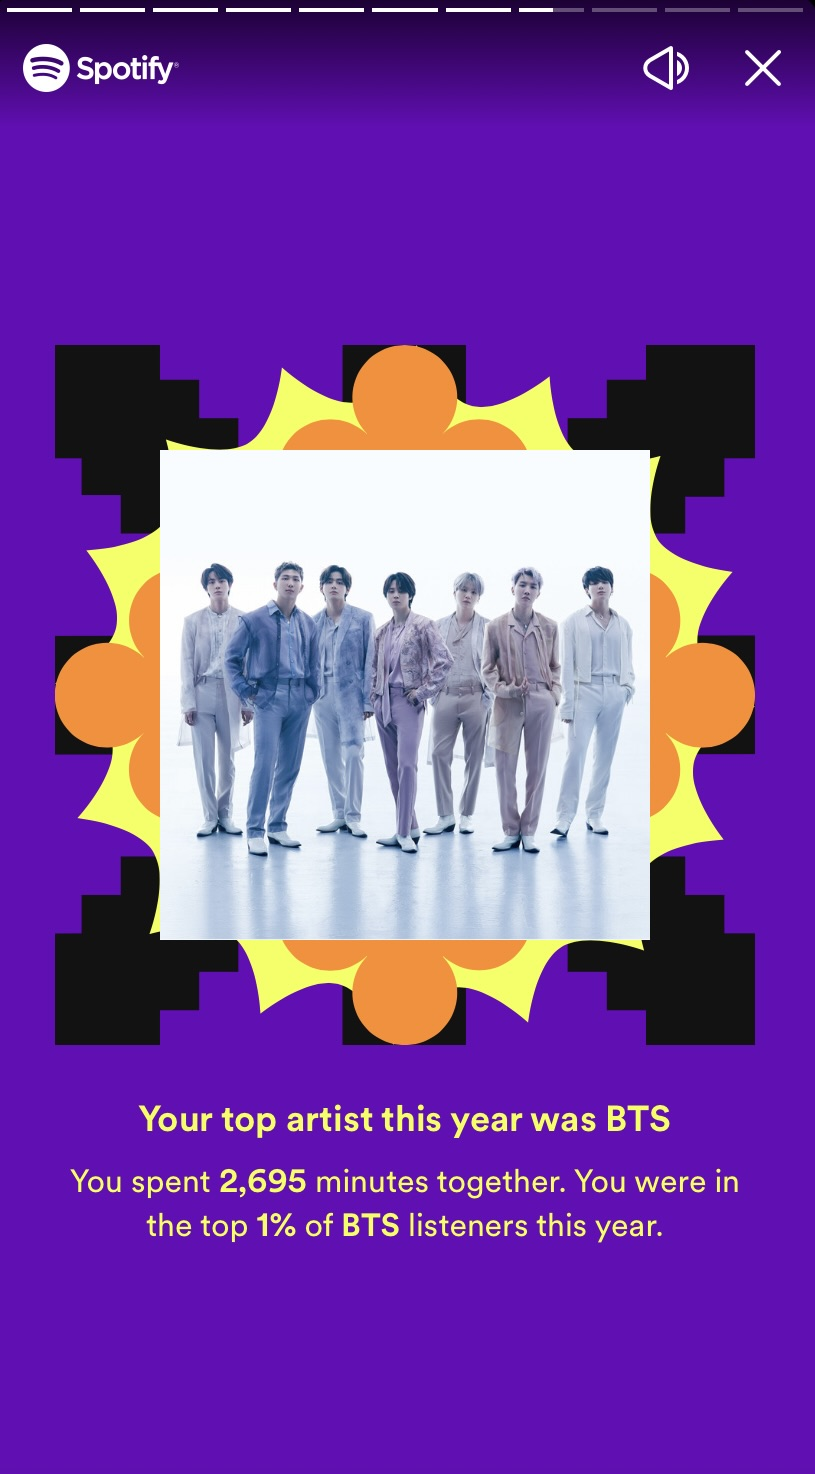 Spotify®
Your top artist this year was BTS
You spent 2,695 minutes together. You were in
the top 1% of BTS listeners this year.